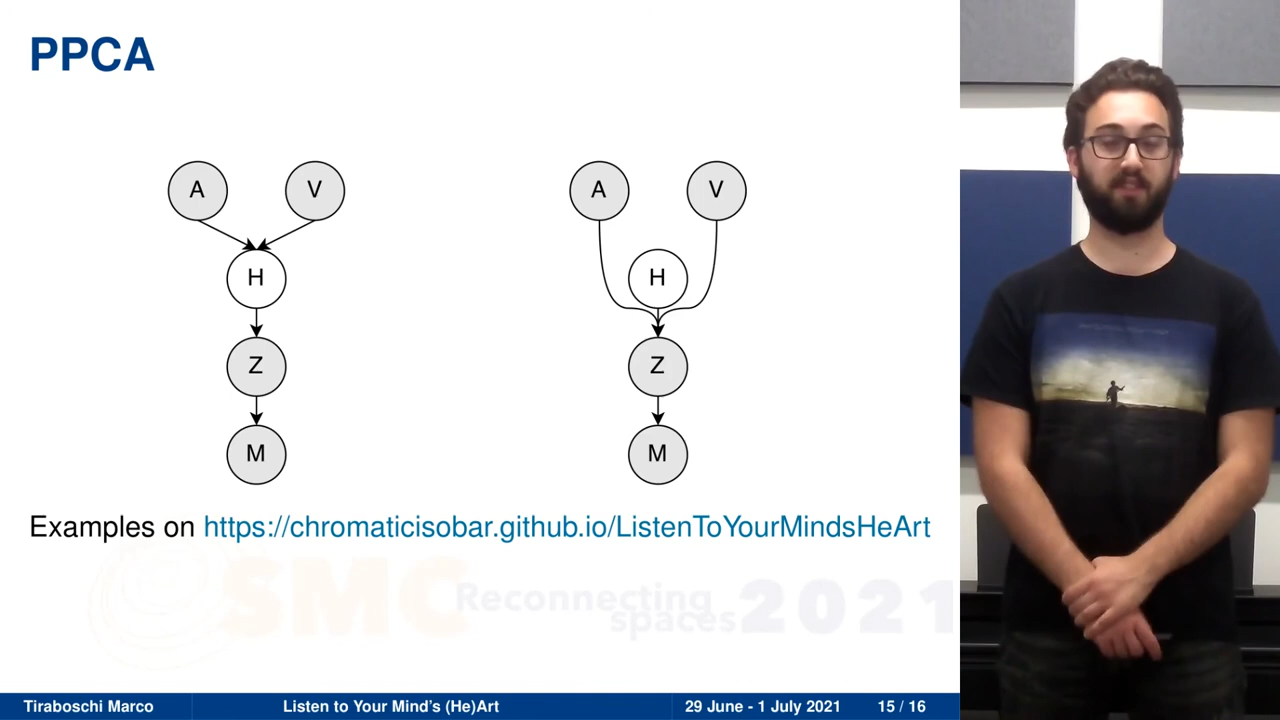 PPCA
A V A V
H H
Z Z
M M
Examples on https://chromaticisobar.github.io/ListenToYourMindsHeArt
SMC Reconnecting spaces 2021
Tiraboschi Marco Listen to Your Mind's (He)Art 29 June - 1 July 2021 15 / 16